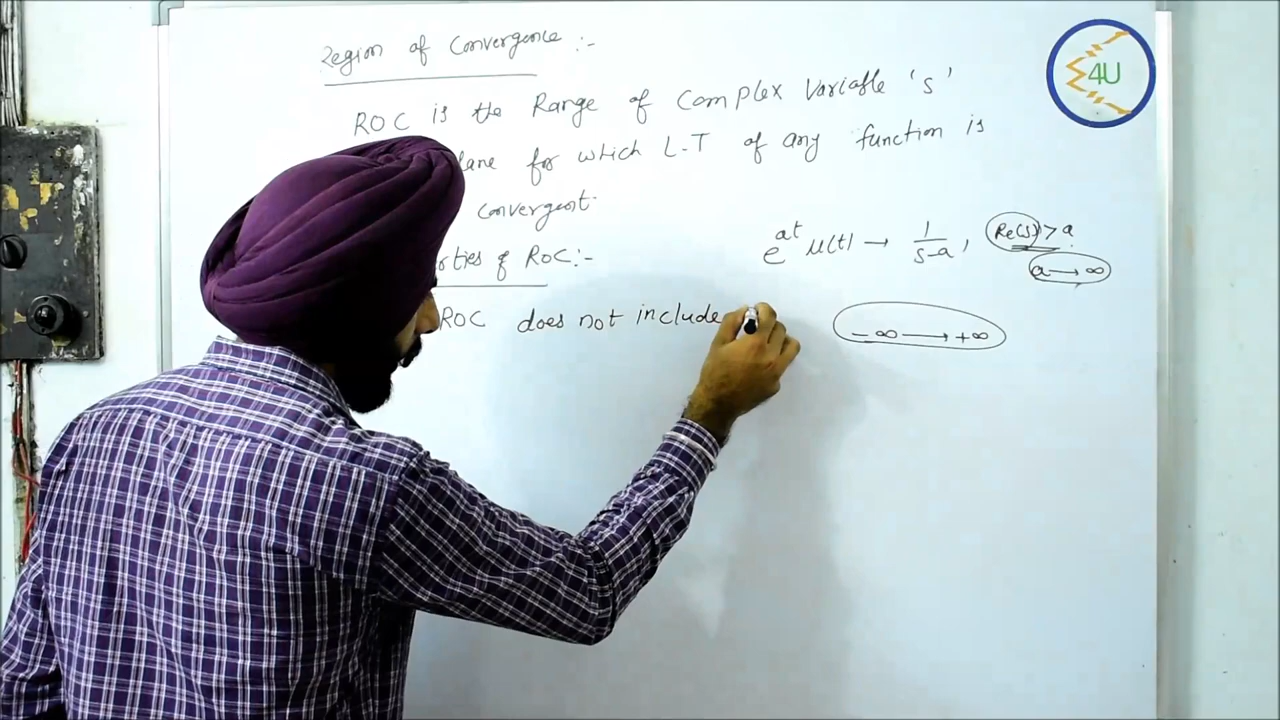 Region of Convergence :-
ROC is the Range of Complex Variable 's'
lane for which L-T of any function is
convergent.
rties of ROC:-
ROC does not include
e^{at} u(t) → 1/(s-a), Re(s) > a
a → ∞
-∞ → +∞
4U